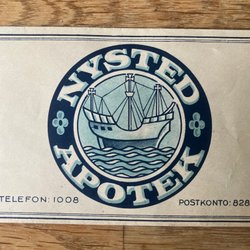 NYSTED
APOTEK
TELEFON: 1008
POSTKONTO: 828